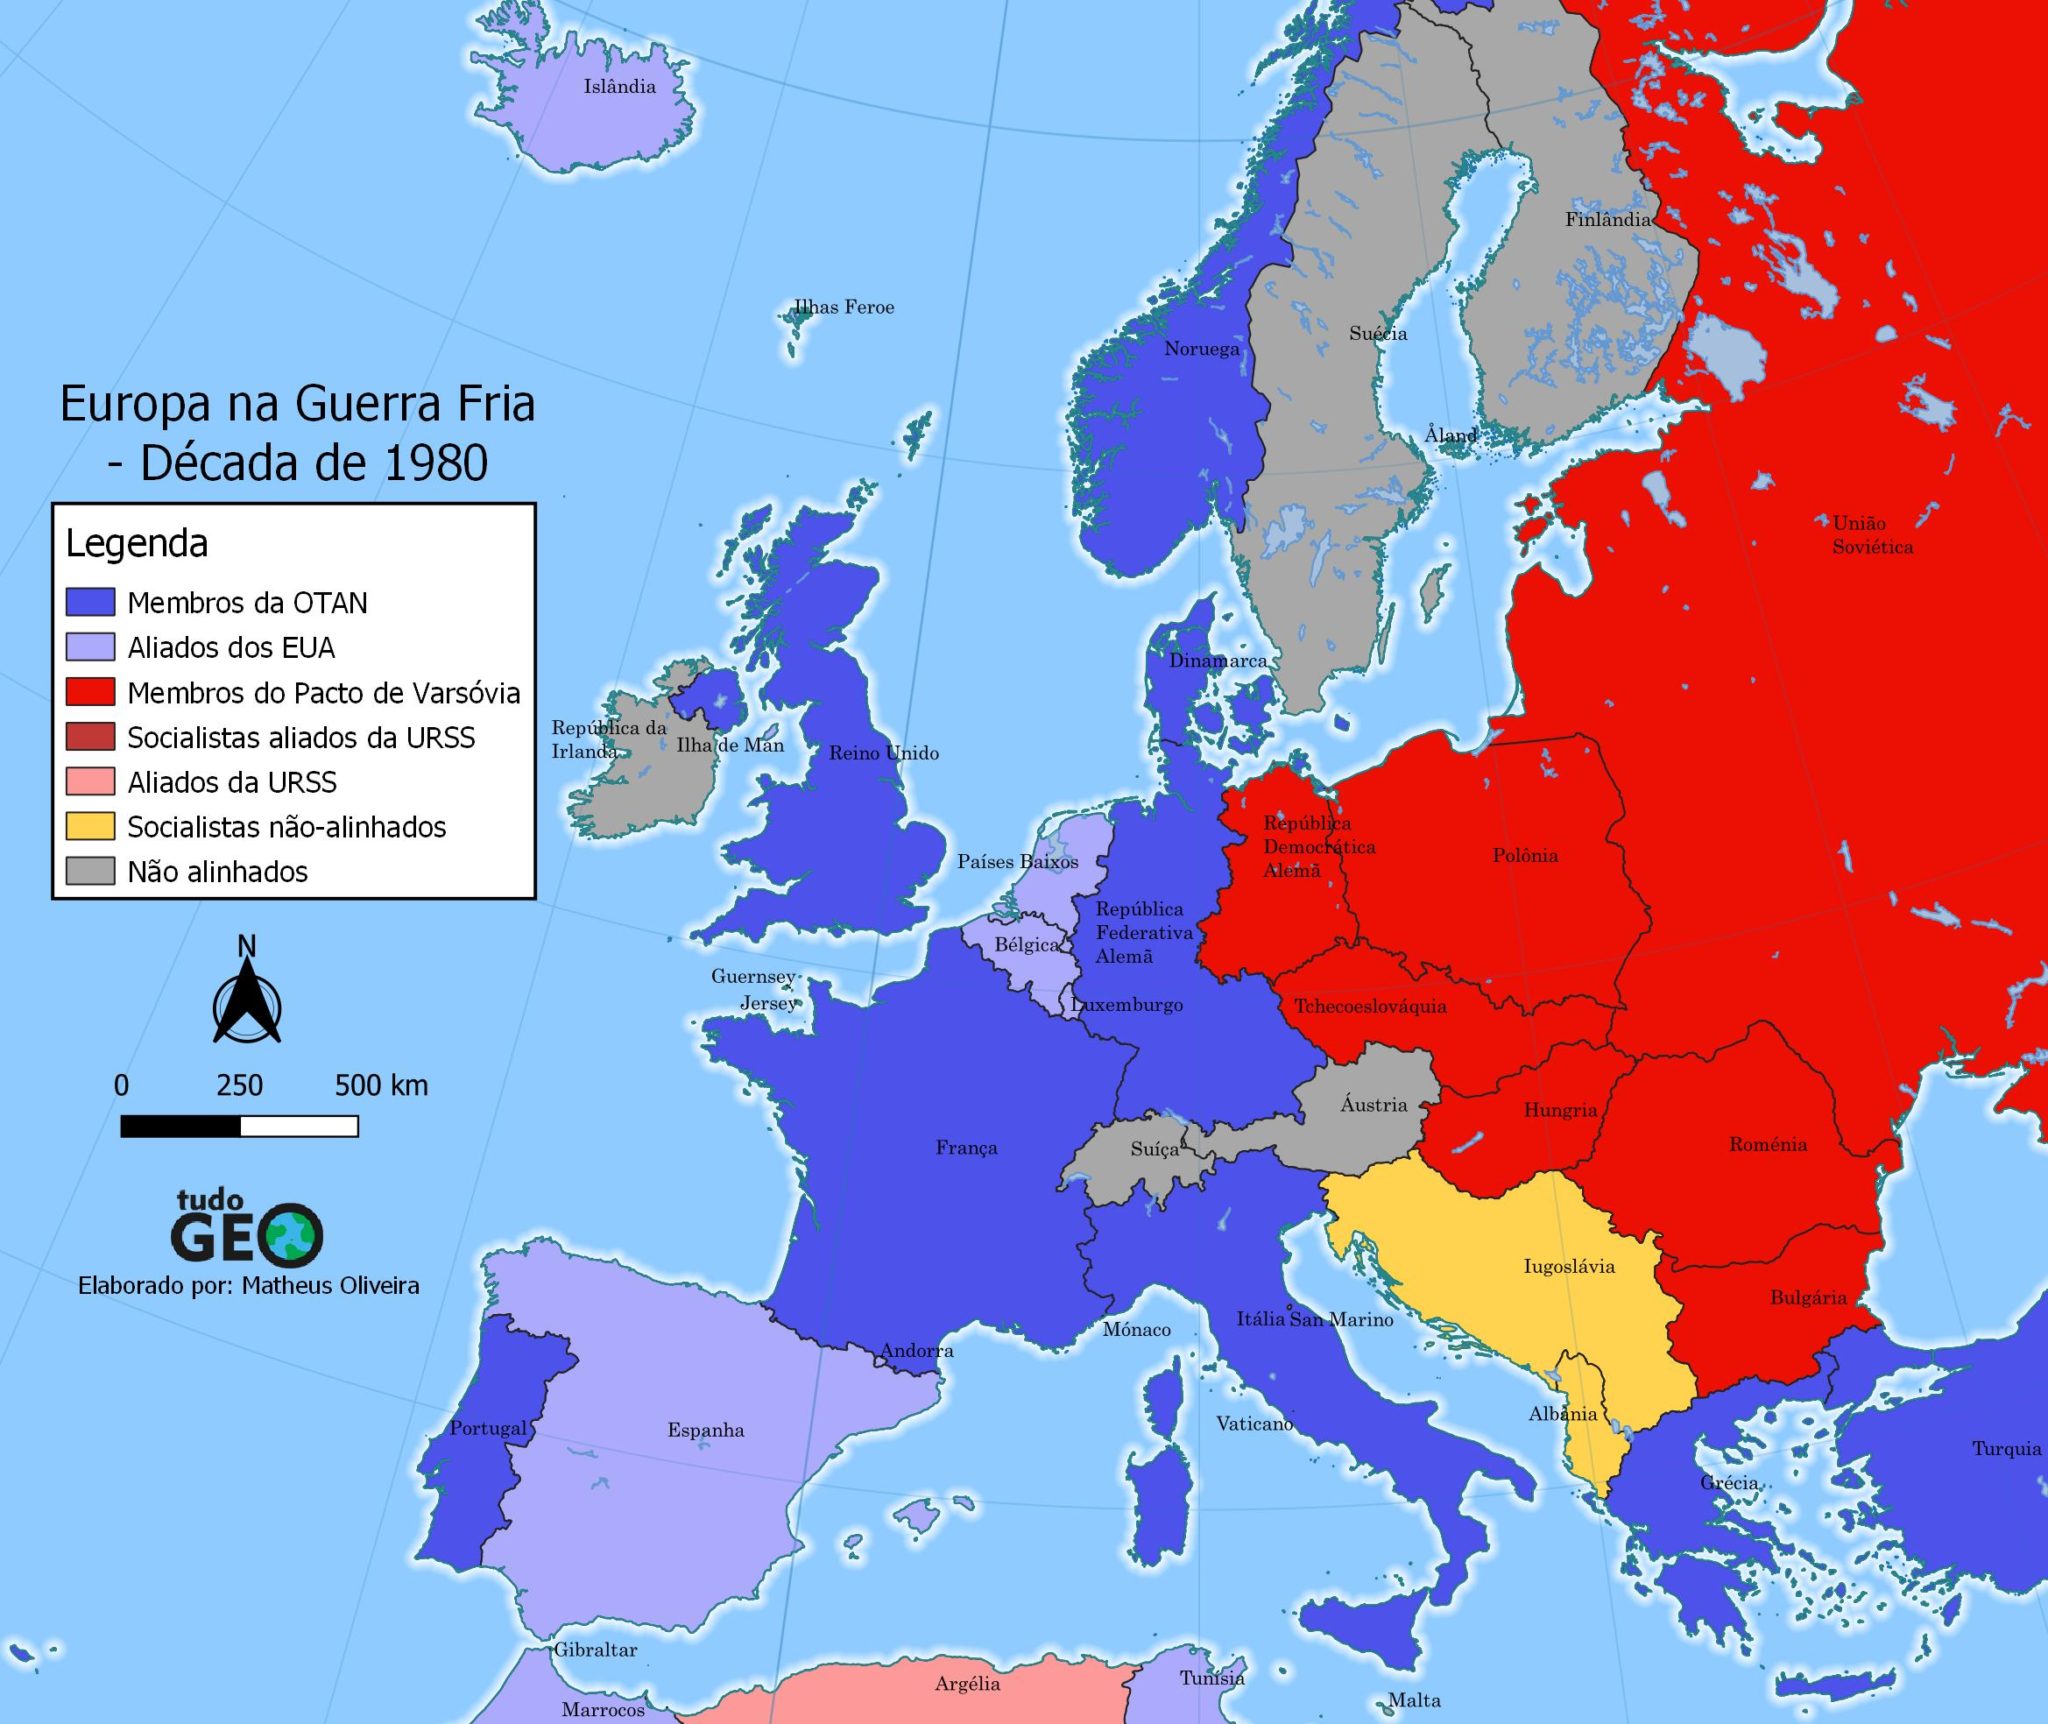 Islândia
Finlândia
Ilhas Feroe
Suécia
Noruega
Europa na Guerra Fria
- Década de 1980
Åland
Legenda
Membros da OTAN
Aliados dos EUA
Membros do Pacto de Varsóvia
Socialistas aliados da URSS
Aliados da URSS
Socialistas não-alinhados
Não alinhados
União
Soviética
Dinamarca
República da
Irlanda
Ilha de Man
Reino Unido
República
Democrática
Alemã
Polônia
Países Baixos
República
Federativa
Alemã
Bélgica
Guernsey
Jersey
Luxemburgo
Tchecoeslováquia
N
0 250 500 km
Áustria
Hungria
França
Suíça
Roménia
tudo
GEO
Elaborado por: Matheus Oliveira
Iugoslávia
Bulgária
Mónaco
Itália
San Marino
Andorra
Portugal
Espanha
Vaticano
Albânia
Turquia
Grécia
Gibraltar
Argélia
Tunísia
Marrocos
Malta